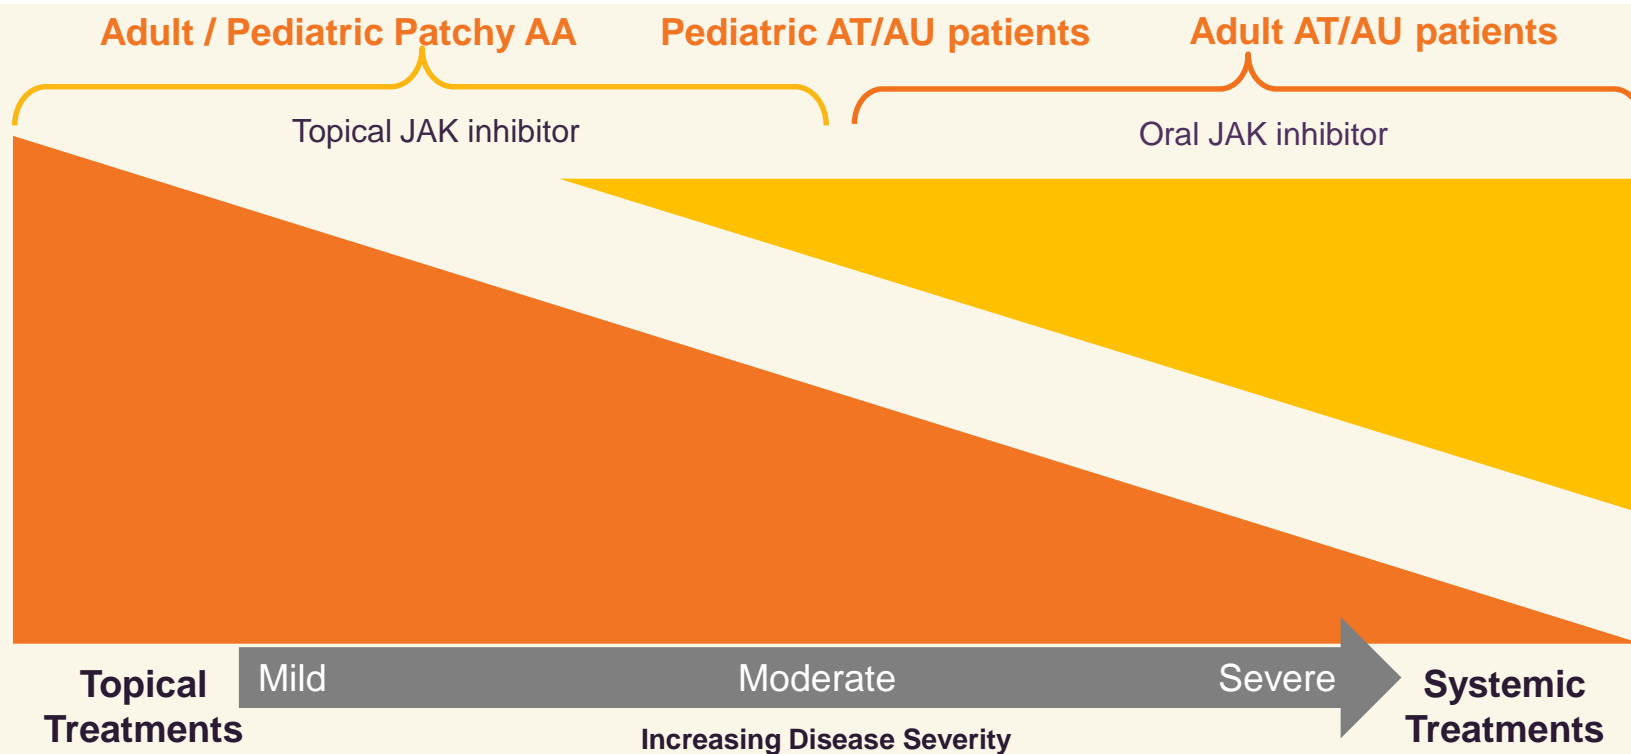 Adult / Pediatric Patchy AA
Pediatric AT/AU patients
Adult AT/AU patients
Topical JAK inhibitor
Oral JAK inhibitor
Topical
Treatments
Mild
Moderate
Severe
Systemic
Treatments
Increasing Disease Severity